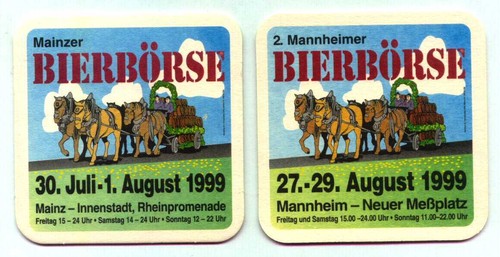 Mainzer
BIERBÖRSE
30. Juli-1. August 1999
Mainz – Innenstadt, Rheinpromenade
Freitag 15 – 24 Uhr • Samstag 14 – 24 Uhr • Sonntag 12 – 22 Uhr
2. Mannheimer
BIERBÖRSE
27.-29. August 1999
Mannheim – Neuer Meßplatz
Freitag und Samstag 15.00 –24.00 Uhr • Sonntag 11.00–22.00 Uhr